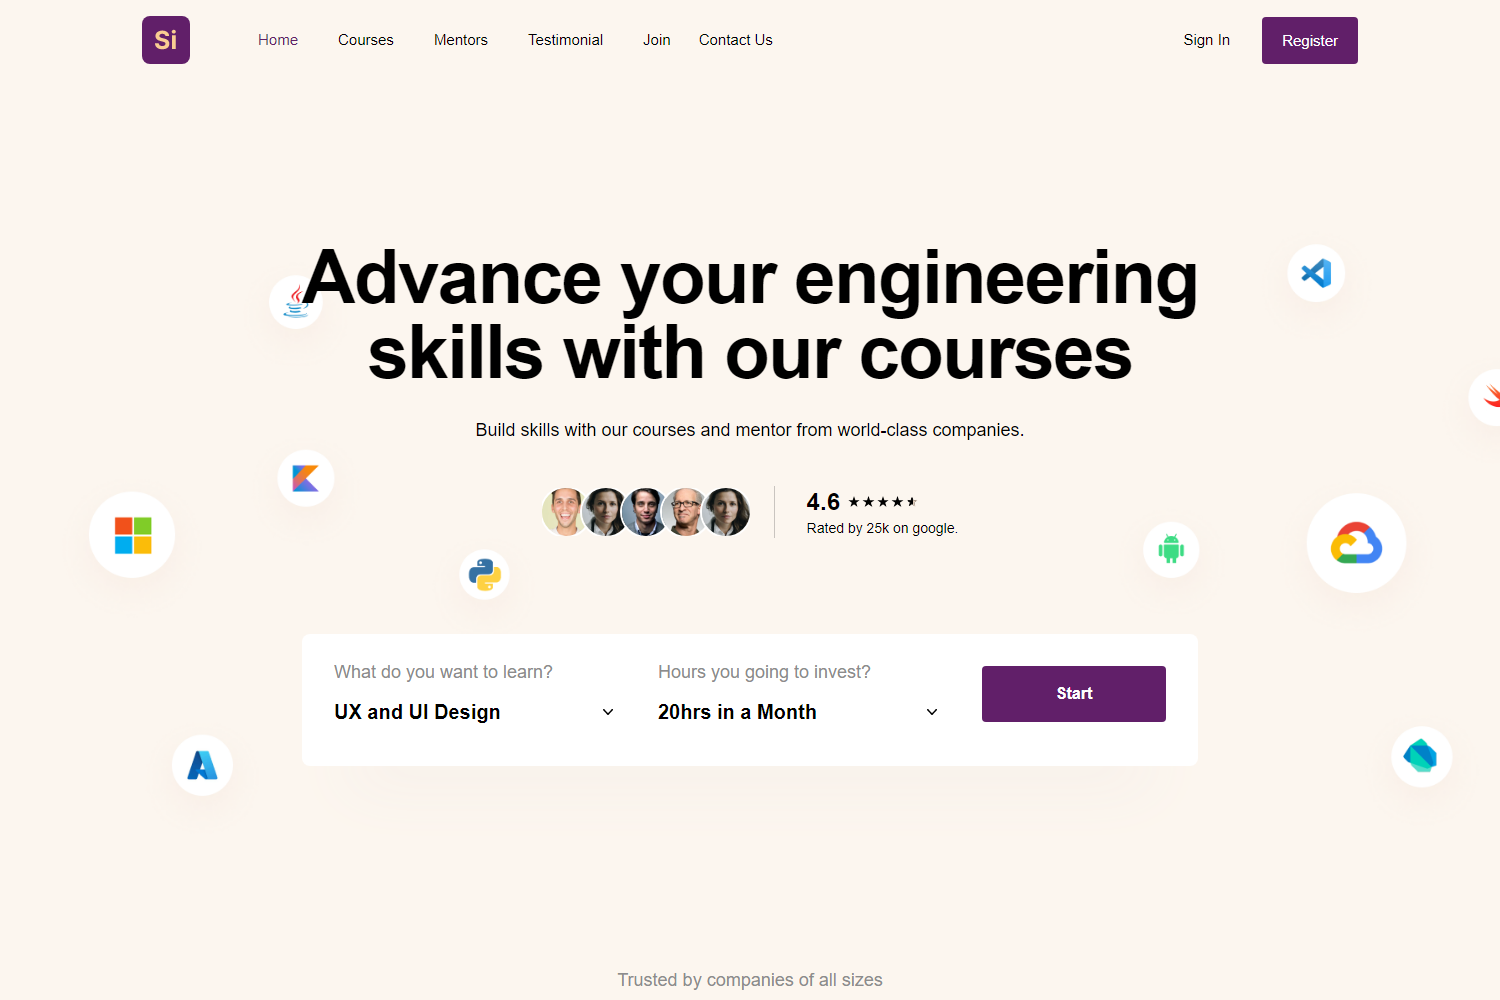 Si
Home Courses Mentors Testimonial Join Contact Us Sign In Register
Advance your engineering
skills with our courses
Build skills with our courses and mentor from world-class companies.
4.6 ★★★★
Rated by 25k on google.
What do you want to learn?
UX and UI Design
Hours you going to invest?
20hrs in a Month
Start
Trusted by companies of all sizes